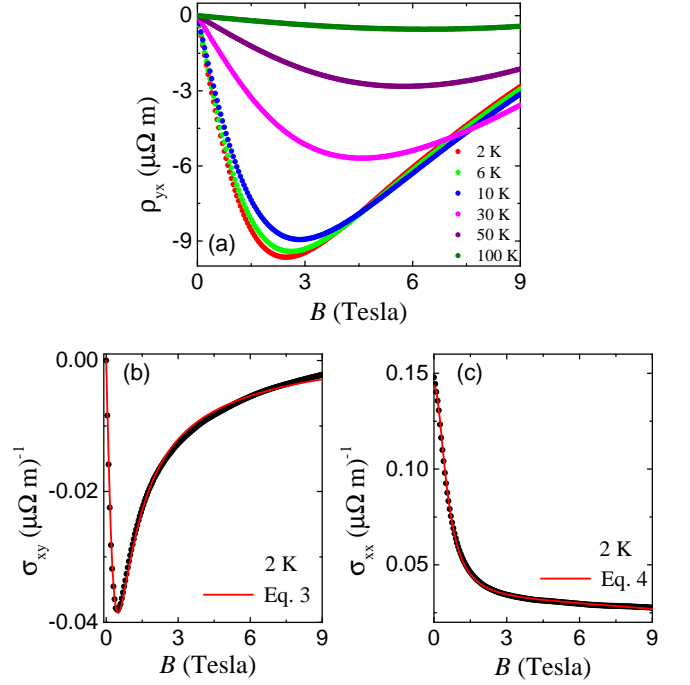 0
-3
-6
-9
ρyx (μΩ m)
(a)
2 K
6 K
10 K
30 K
50 K
100 K
0 3 6 9
B (Tesla)
0.00
-0.02
-0.04
σxy (μΩ m)-1
(b)
2 K
Eq. 3
0 3 6 9
B (Tesla)
0.15
0.10
0.05
σxx (μΩ m)-1
(c)
2 K
Eq. 4
0 3 6 9
B (Tesla)